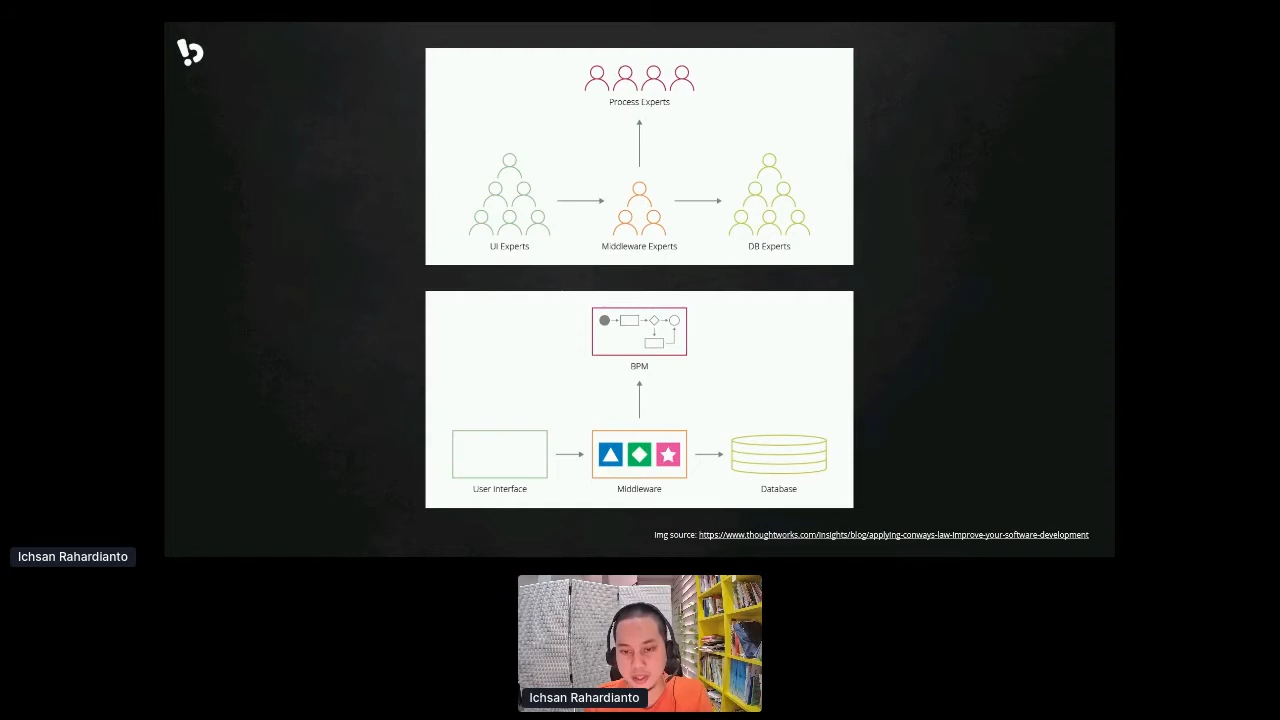 Process Experts
UI Experts
Middleware Experts
DB Experts
BPM
User Interface
Middleware
Database
Img source: https://www.thoughtworks.com/insights/blog/applying-conways-law-improve-your-software-development
Ichsan Rahardianto
Ichsan Rahardianto